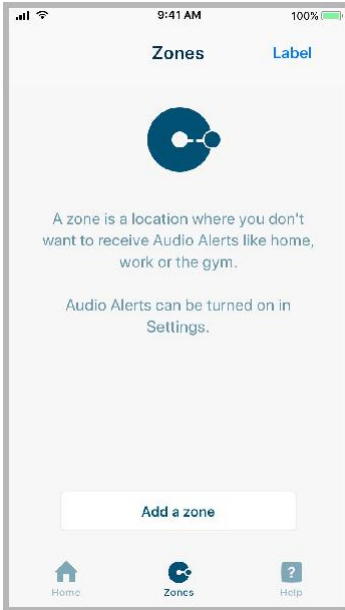 9:41 AM 100%
Zones Label
A zone is a location where you don't
want to receive Audio Alerts like home,
work or the gym.
Audio Alerts can be turned on in
Settings.
Add a zone
Home Zones Help